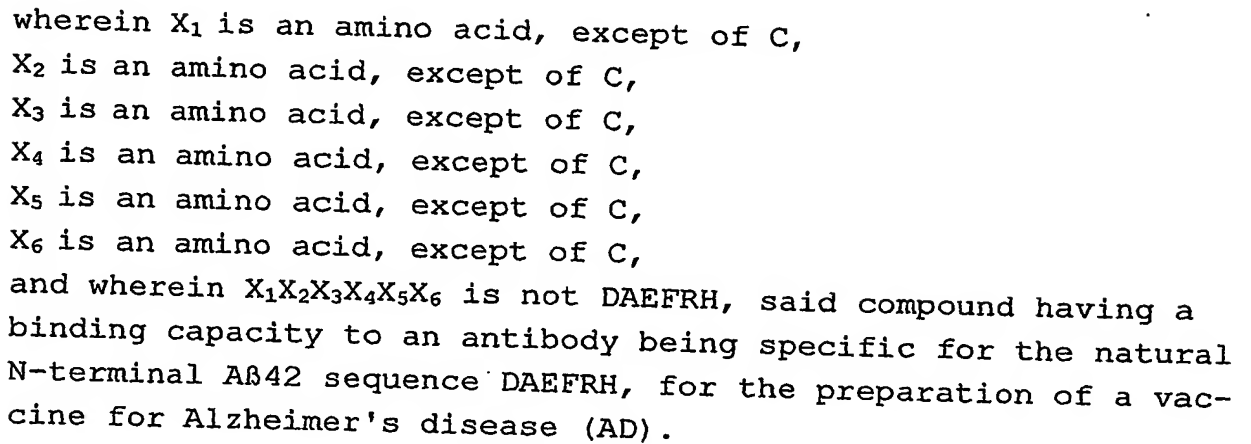 wherein X₁ is an amino acid, except of C,
X₂ is an amino acid, except of C,
X₃ is an amino acid, except of C,
X₄ is an amino acid, except of C,
X₅ is an amino acid, except of C,
X₆ is an amino acid, except of C,
and wherein X₁X₂X₃X₄X₅X₆ is not DAEFRH, said compound having a
binding capacity to an antibody being specific for the natural
N-terminal Aß42 sequence DAEFRH, for the preparation of a vac-
cine for Alzheimer's disease (AD).